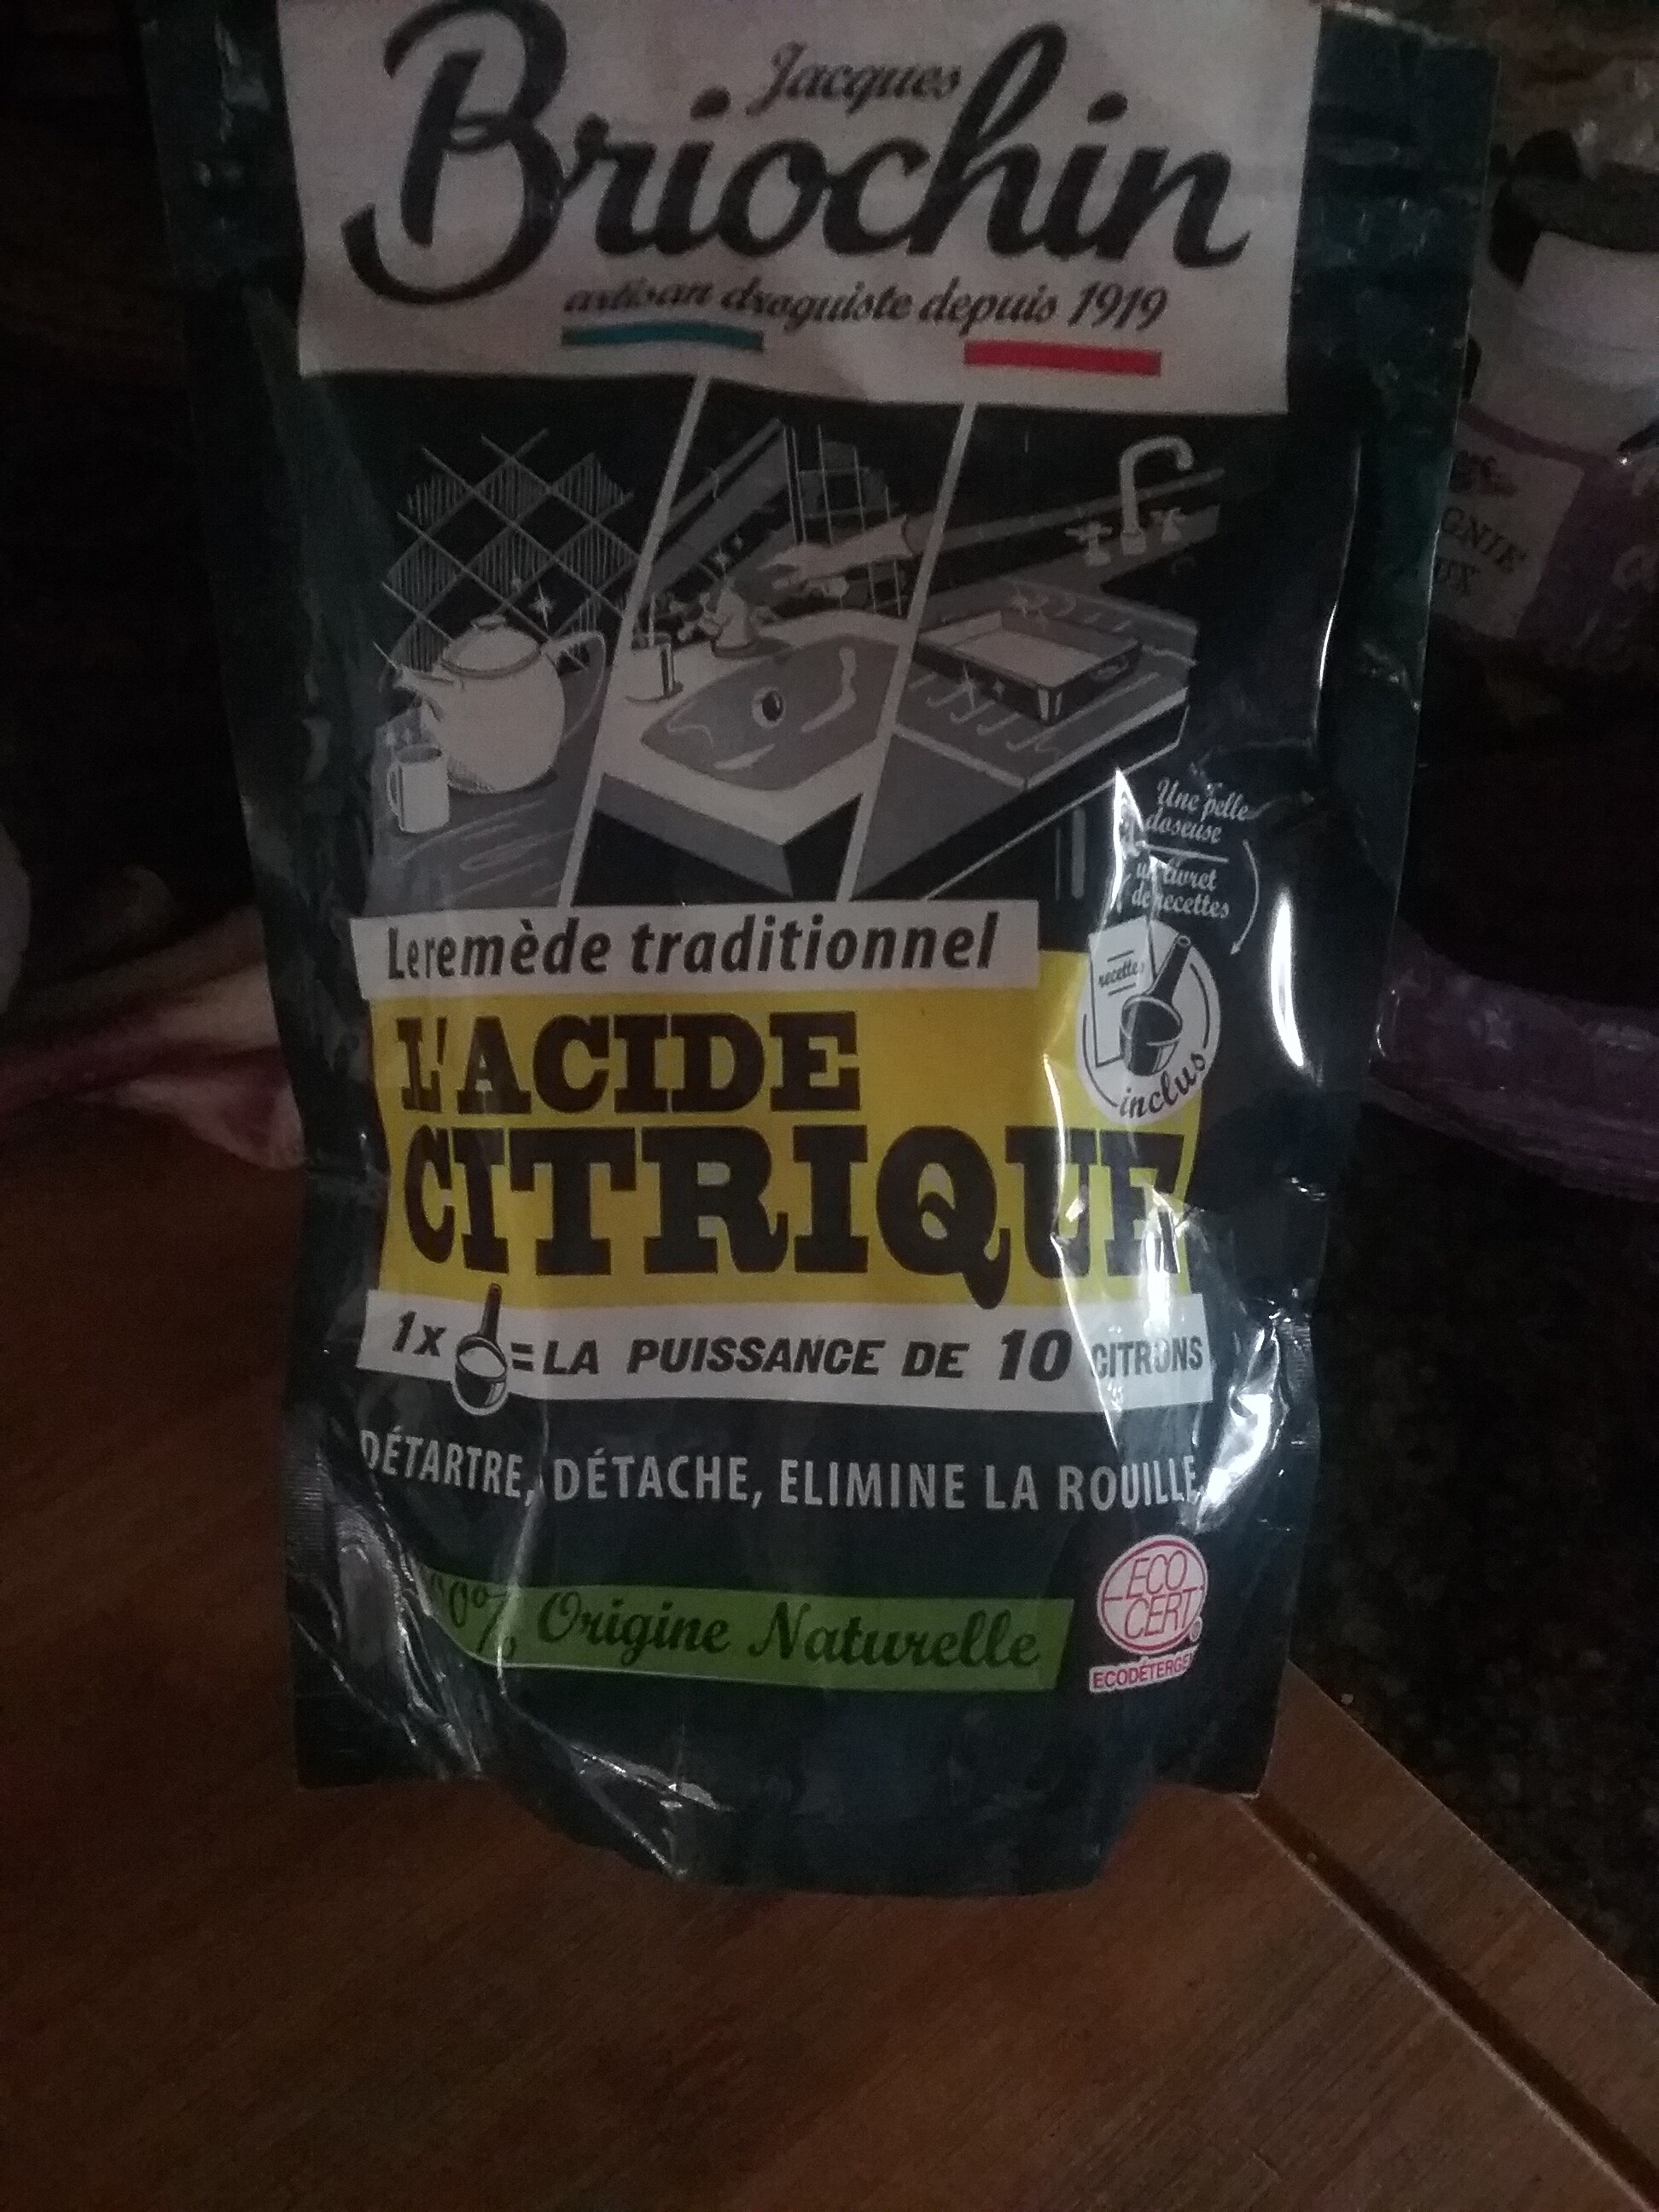 Jacques
Briochin
artisan droguiste depuis 1919
Une pelle
doseuse
un livret
de recettes
recettes
inclus
Le remède traditionnel
L'ACIDE
CITRIQUE
1x = LA PUISSANCE DE 10 CITRONS
DÉTARTRE, DÉTACHE, ELIMINE LA ROUILLE
Origine Naturelle
ECO
CERT
GNIE